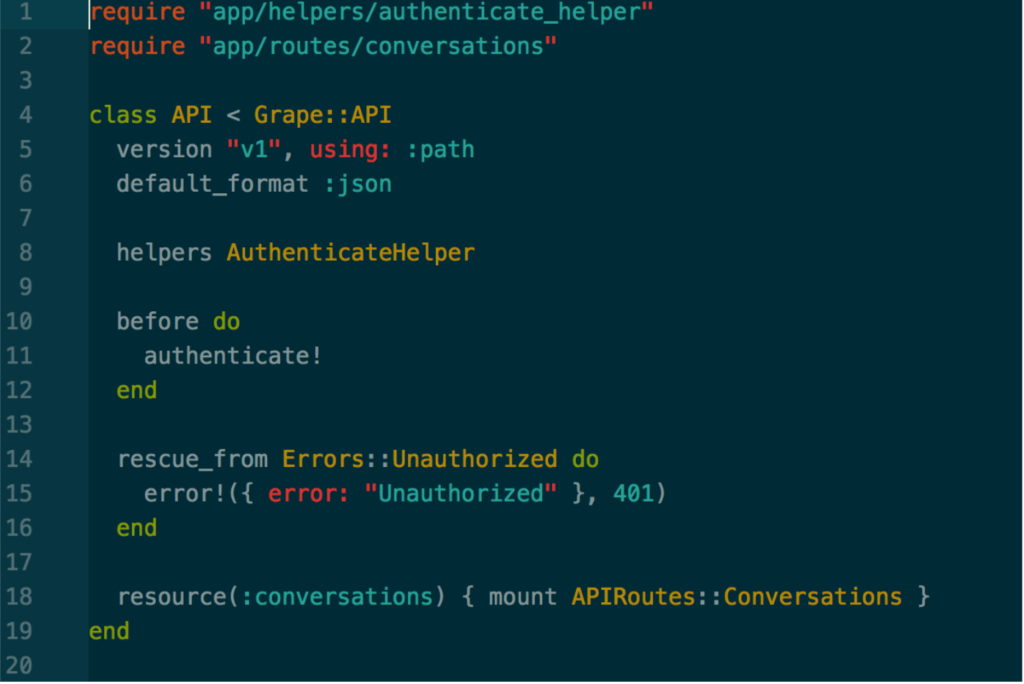 1 require "app/helpers/authenticate_helper"
2 require "app/routes/conversations"
3
4 class API < Grape::API
5   version "v1", using: :path
6   default_format :json
7
8   helpers AuthenticateHelper
9
10   before do
11     authenticate!
12   end
13
14   rescue_from Errors::Unauthorized do
15     error!({ error: "Unauthorized" }, 401)
16   end
17
18   resource(:conversations) { mount APIRoutes::Conversations }
19 end
20